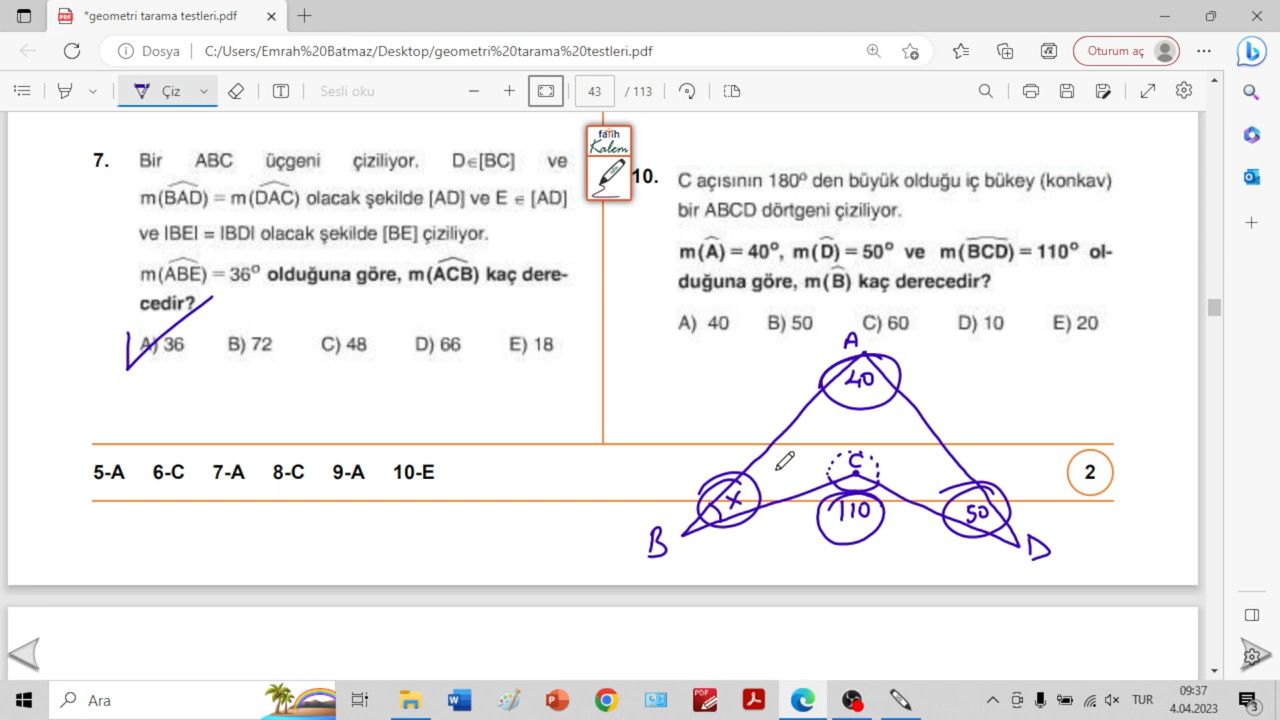 *geometri tarama testleri.pdf
Dosya
C:/Users/Emrah%20Batmaz/Desktop/geometri%20tarama%20testleri.pdf
Oturum aç
Çiz
Sesli oku
43
/ 113
7. Bir ABC üçgeni çiziliyor. D∈[BC] ve
m(BAD) = m(DAC) olacak şekilde [AD] ve E ∈ [AD]
ve IBEI = IBDI olacak şekilde [BE] çiziliyor.
m(ABE) = 36° olduğuna göre, m(ACB) kaç dere-
cedir?
A) 36 B) 72 C) 48 D) 66 E) 18
fatih
Kalem
10. C açısının 180° den büyük olduğu iç bükey (konkav)
bir ABCD dörtgeni çiziliyor.
m(A) = 40°, m(D) = 50° ve m(BCD) = 110° ol-
duğuna göre, m(B) kaç derecedir?
A) 40 B) 50 C) 60 D) 10 E) 20
A
40
C
x
110
50
B
D
5-A 6-C 7-A 8-C 9-A 10-E
2
Ara
PDF
TUR
09:37
4.04.2023
3